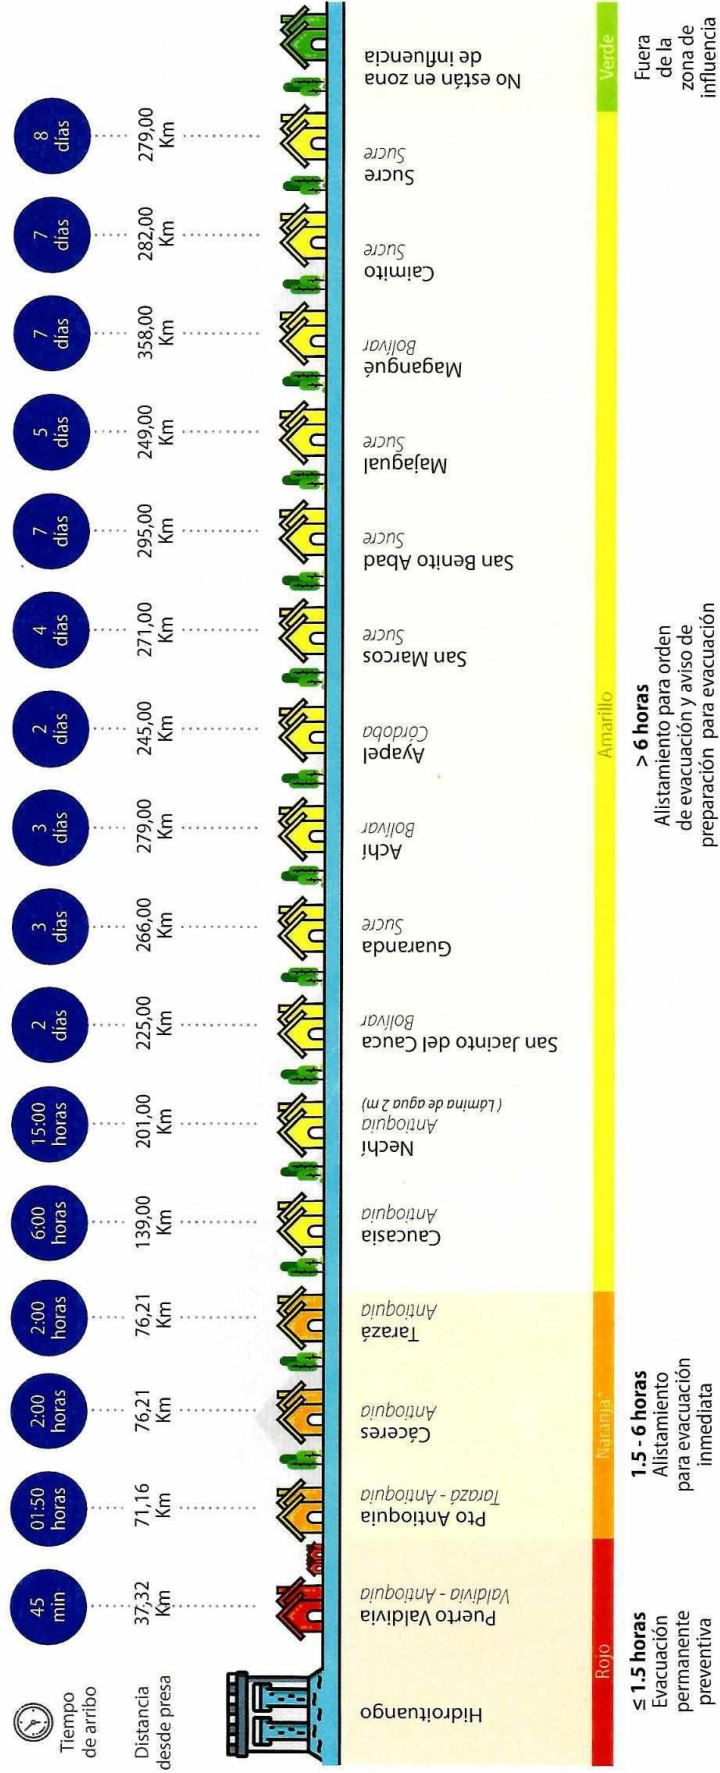 Tiempo
de arribo
45
min
01:50
horas
2:00
horas
2:00
horas
6:00
horas
15:00
horas
2
días
3
días
3
días
2
días
4
días
7
días
5
días
7
días
7
días
8
días
Distancia
desde presa
37,32
Km
71,16
Km
76,21
Km
76,21
Km
139,00
Km
201,00
Km
225,00
Km
266,00
Km
279,00
Km
245,00
Km
271,00
Km
295,00
Km
249,00
Km
358,00
Km
282,00
Km
279,00
Km
Hidroituango
Puerto Valdivia
Valdivia - Antioquia
Pto Antioquia
Tarazá - Antioquia
Cáceres
Antioquia
Tarazá
Antioquia
Caucasia
Antioquia
Nechí
Antioquia
( Lámina de agua 2 m)
San Jacinto del Cauca
Bolívar
Guaranda
Sucre
Achí
Bolívar
Ayapel
Córdoba
San Marcos
Sucre
San Benito Abad
Sucre
Majagual
Sucre
Magangué
Bolívar
Caimito
Sucre
Sucre
Sucre
No están en zona
de influencia
Rojo
Naranja*
Amarillo
Verde
≤ 1.5 horas
Evacuación
permanente
preventiva
1.5 - 6 horas
Alistamiento
para evacuación
inmediata
> 6 horas
Alistamiento para orden
de evacuación y aviso de
preparación para evacuación
Fuera
de la
zona de
influencia